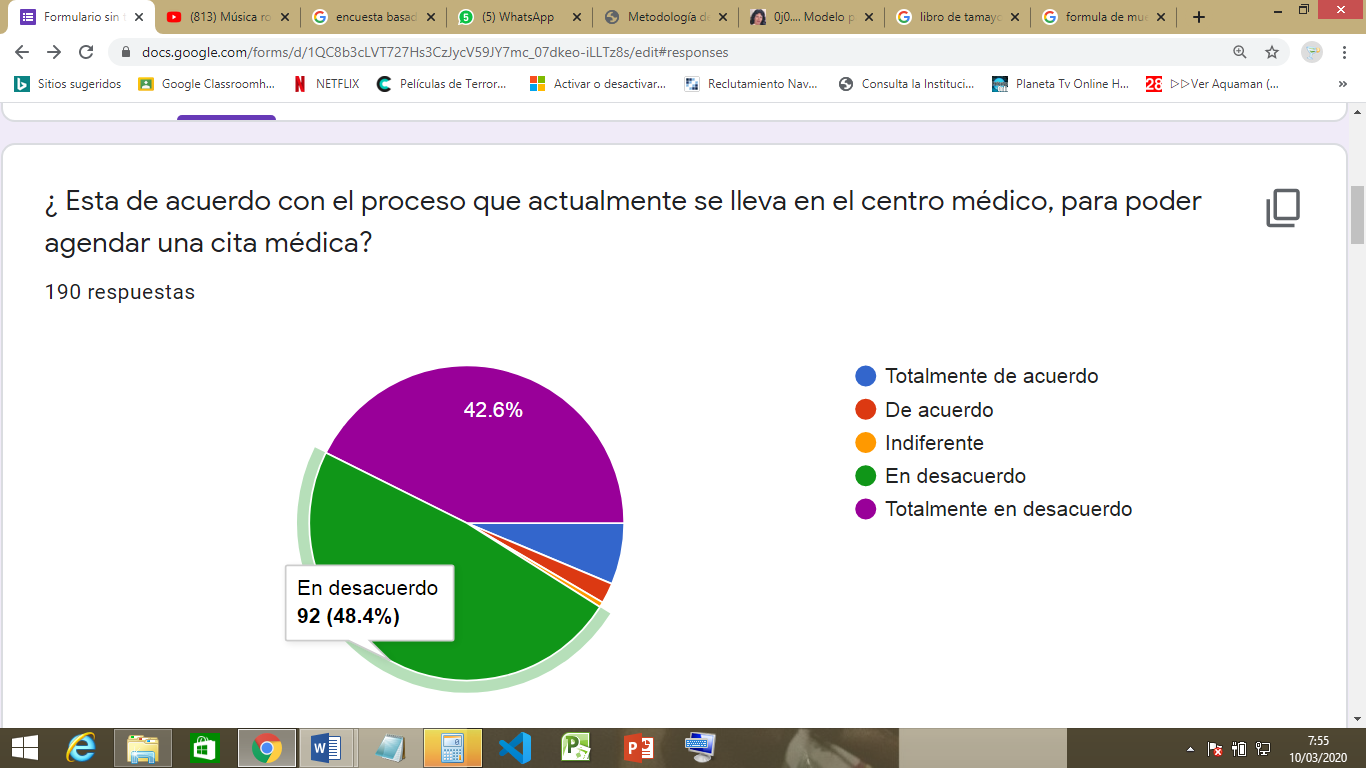 Formulario sin t
(813) Música ro
encuesta basad
(5) WhatsApp
Metodología de
0j0.... Modelo p
libro de tamayo
formula de mue
docs.google.com/forms/d/1QC8b3cLVT727Hs3CzJycV59JY7mc_07dkeo-iLLTz8s/edit#responses
Sitios sugeridos
Google Classroomh...
NETFLIX
Películas de Terror...
Activar o desactivar...
Reclutamiento Nav...
Consulta la Instituci...
Planeta Tv Online H...
28
▷▷Ver Aquaman (...
»
¿ Esta de acuerdo con el proceso que actualmente se lleva en el centro médico, para poder
agendar una cita médica?
190 respuestas
42.6%
En desacuerdo
92 (48.4%)
Totalmente de acuerdo
De acuerdo
Indiferente
En desacuerdo
Totalmente en desacuerdo
7:55
10/03/2020